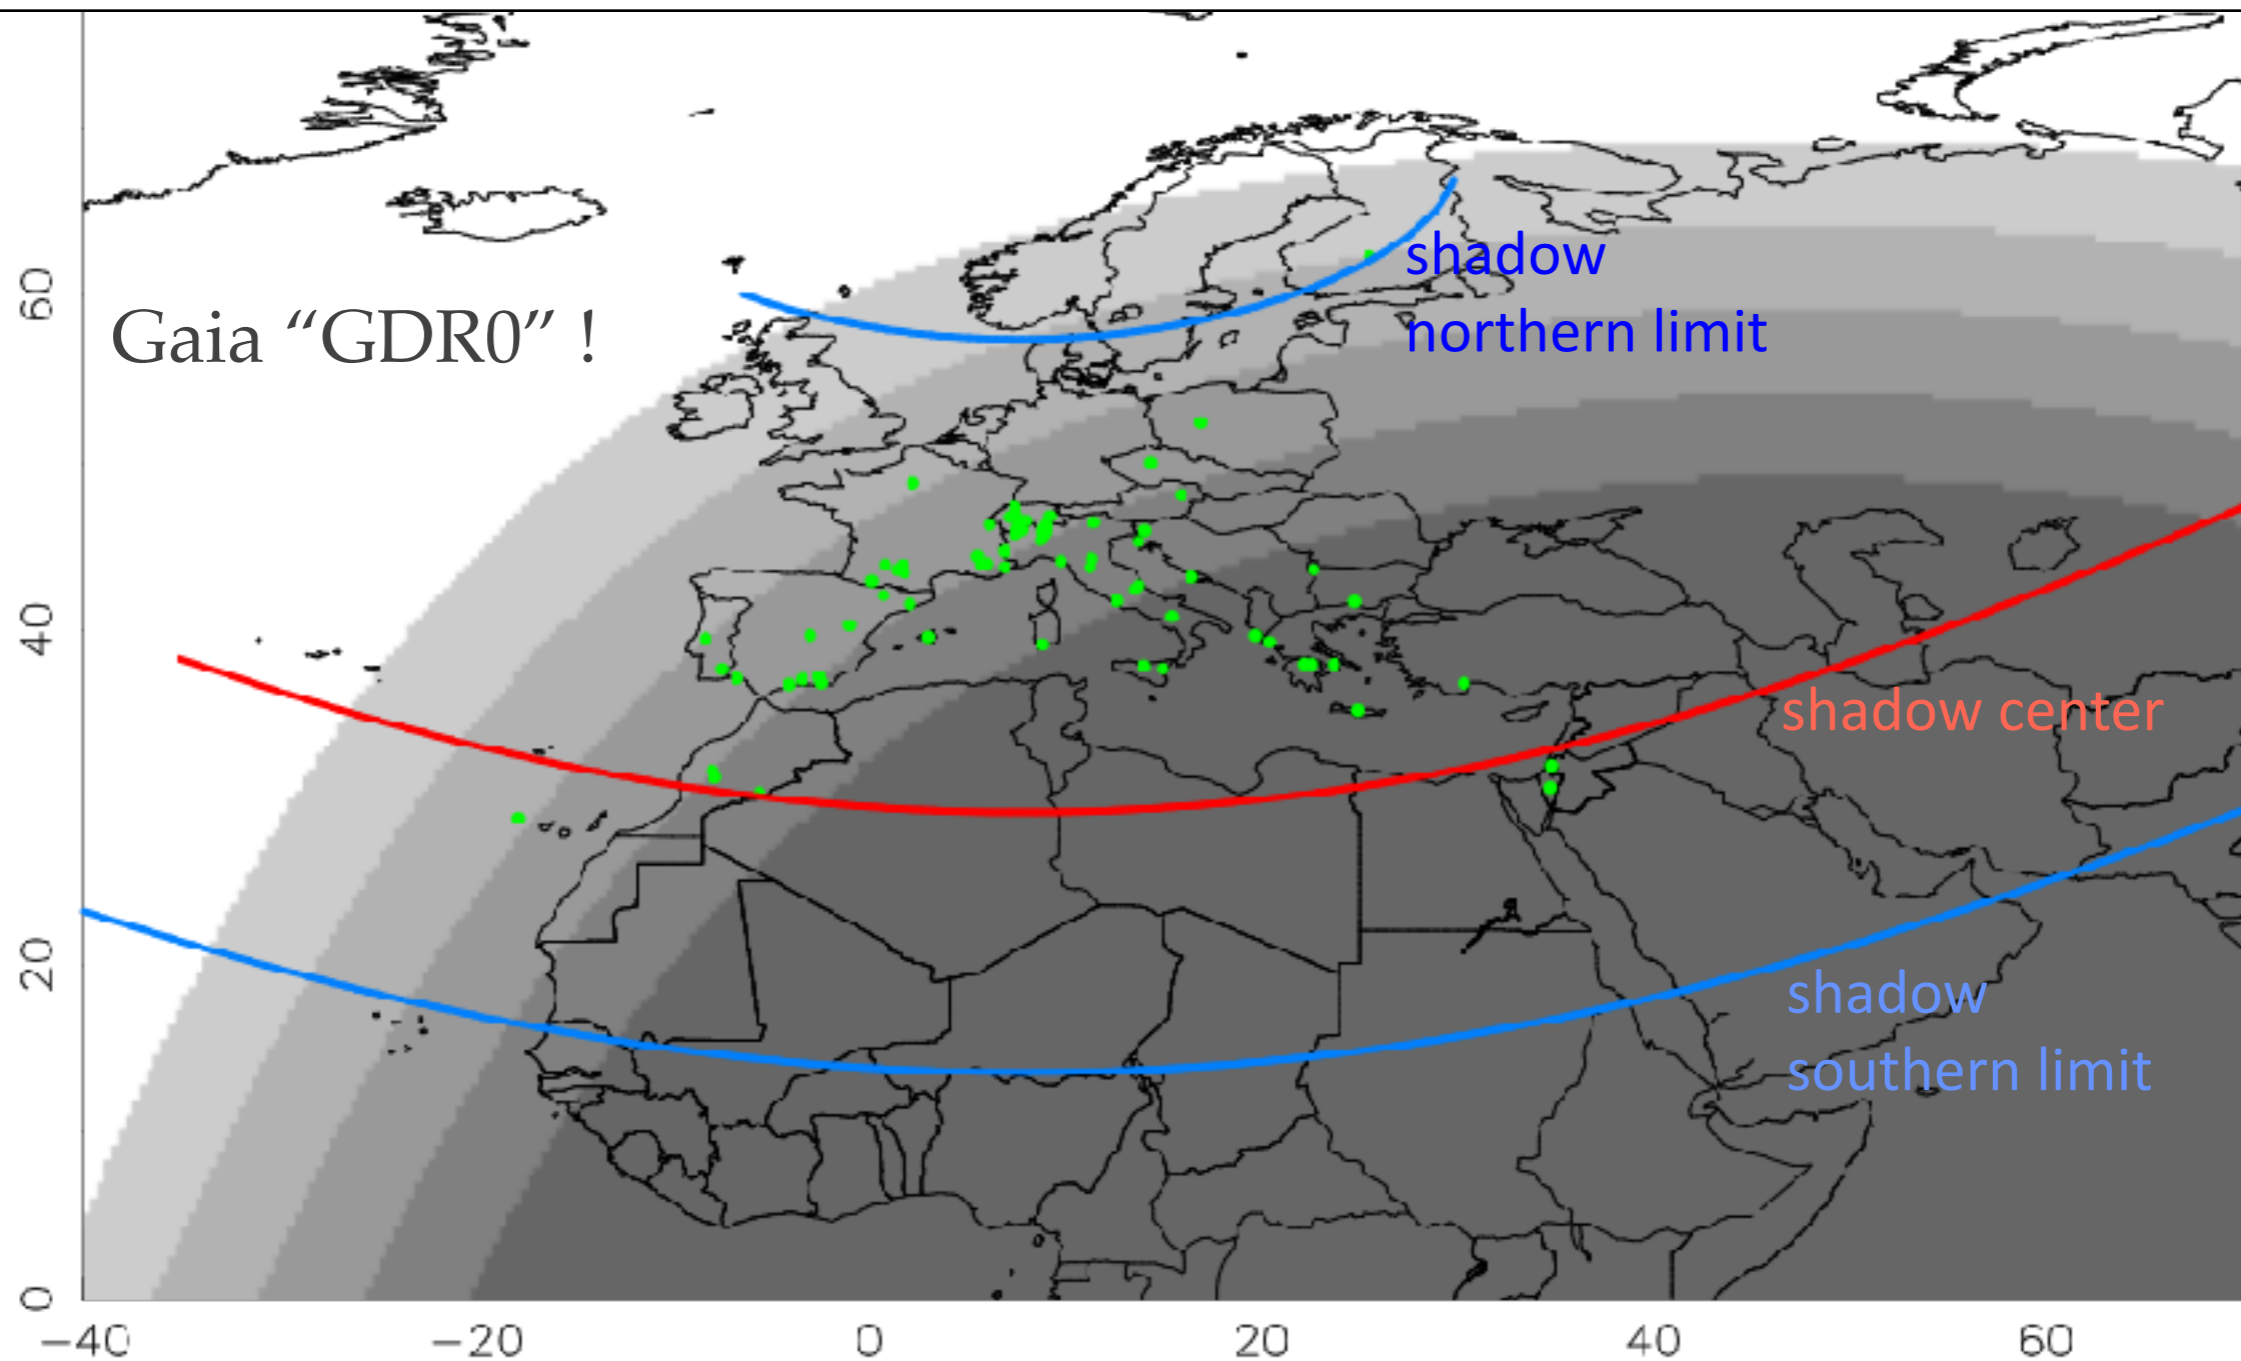 60
Gaia “GDR0” !
shadow
northern limit
40
shadow center
20
shadow
southern limit
0
−40 −20 0 20 40 60